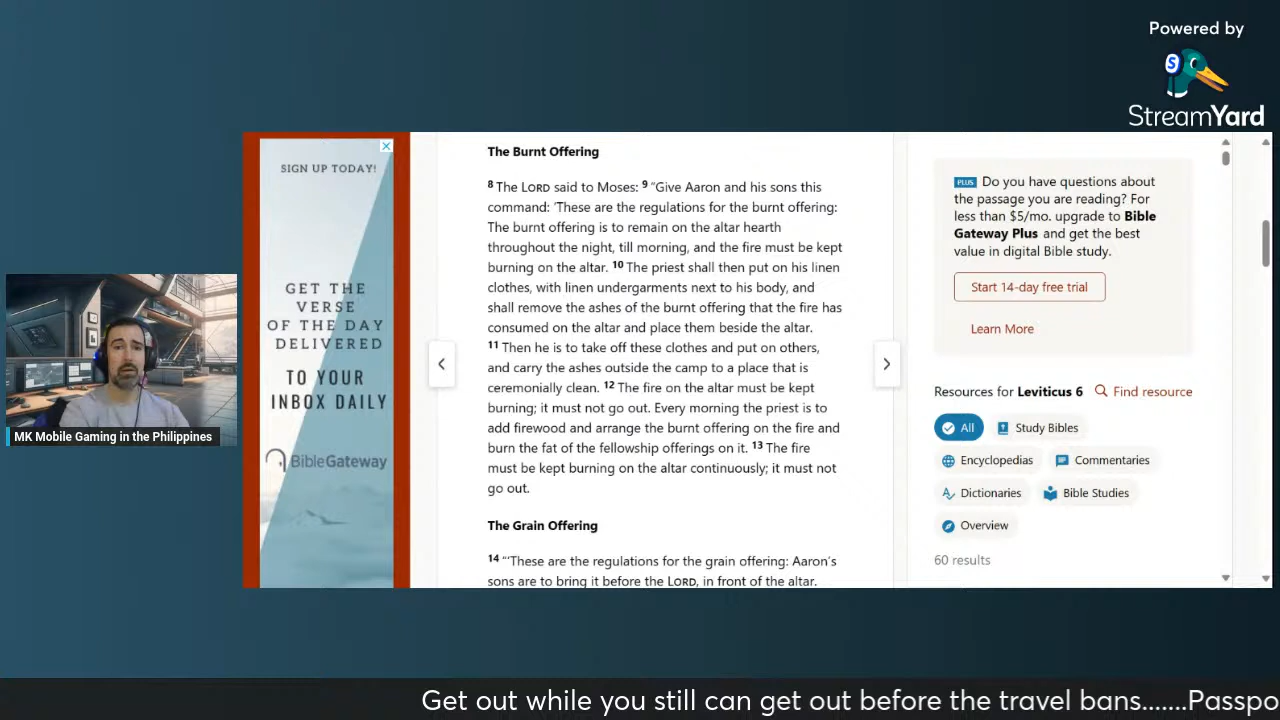 Powered by
StreamYard
SIGN UP TODAY!
GET THE
VERSE
OF THE DAY
DELIVERED
TO YOUR
INBOX DAILY
BibleGateway
MK Mobile Gaming in the Philippines
The Burnt Offering
8 The LORD said to Moses: 9 “Give Aaron and his sons this
command: ‘These are the regulations for the burnt offering:
The burnt offering is to remain on the altar hearth
throughout the night, till morning, and the fire must be kept
burning on the altar. 10 The priest shall then put on his linen
clothes, with linen undergarments next to his body, and
shall remove the ashes of the burnt offering that the fire has
consumed on the altar and place them beside the altar.
11 Then he is to take off these clothes and put on others,
and carry the ashes outside the camp to a place that is
ceremonially clean. 12 The fire on the altar must be kept
burning; it must not go out. Every morning the priest is to
add firewood and arrange the burnt offering on the fire and
burn the fat of the fellowship offerings on it. 13 The fire
must be kept burning on the altar continuously; it must not
go out.
The Grain Offering
14 “‘These are the regulations for the grain offering: Aaron’s
sons are to bring it before the LORD, in front of the altar.
PLUS Do you have questions about
the passage you are reading? For
less than $5/mo. upgrade to Bible
Gateway Plus and get the best
value in digital Bible study.
Start 14-day free trial
Learn More
Resources for Leviticus 6 Find resource
All Study Bibles
Encyclopedias Commentaries
Dictionaries Bible Studies
Overview
60 results
Get out while you still can get out before the travel bans.......Passpo